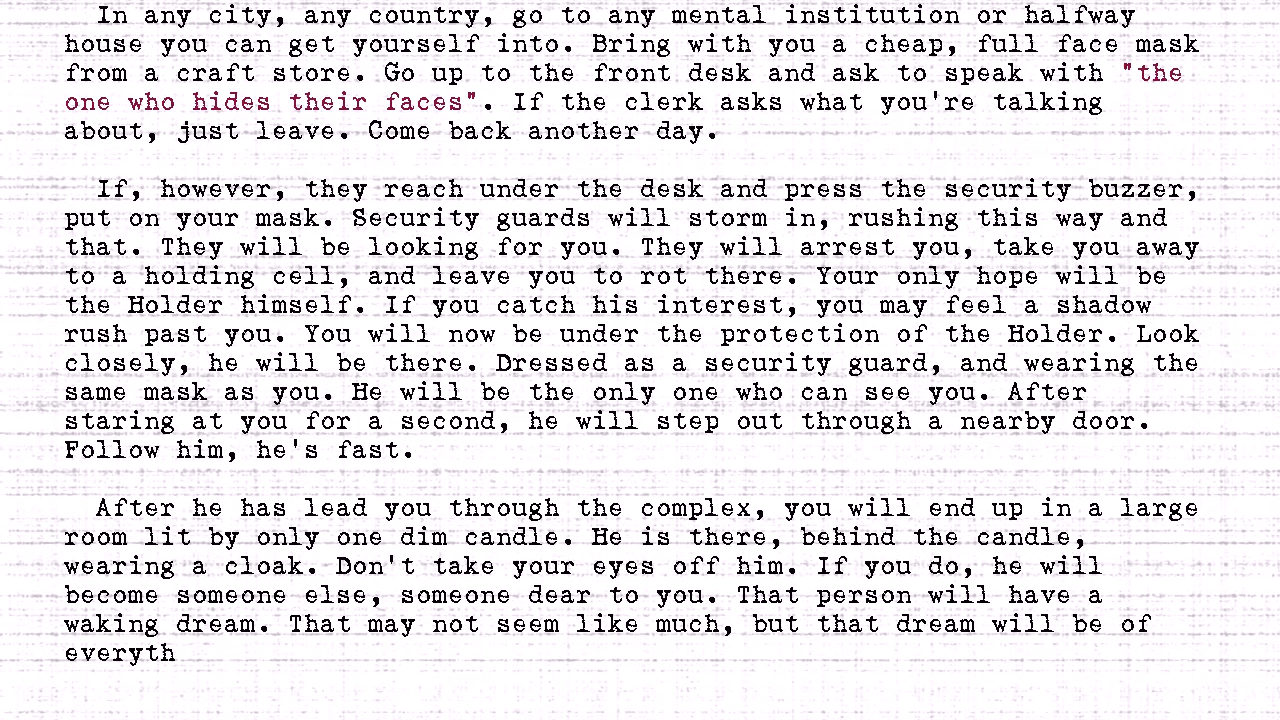 In any city, any country, go to any mental institution or halfway
house you can get yourself into. Bring with you a cheap, full face mask
from a craft store. Go up to the front desk and ask to speak with "the
one who hides their faces". If the clerk asks what you're talking
about, just leave. Come back another day.
If, however, they reach under the desk and press the security buzzer,
put on your mask. Security guards will storm in, rushing this way and
that. They will be looking for you. They will arrest you, take you away
to a holding cell, and leave you to rot there. Your only hope will be
the Holder himself. If you catch his interest, you may feel a shadow
rush past you. You will now be under the protection of the Holder. Look
closely, he will be there. Dressed as a security guard, and wearing the
same mask as you. He will be the only one who can see you. After
staring at you for a second, he will step out through a nearby door.
Follow him, he's fast.
After he has lead you through the complex, you will end up in a large
room lit by only one dim candle. He is there, behind the candle,
wearing a cloak. Don't take your eyes off him. If you do, he will
become someone else, someone dear to you. That person will have a
waking dream. That may not seem like much, but that dream will be of
everyth